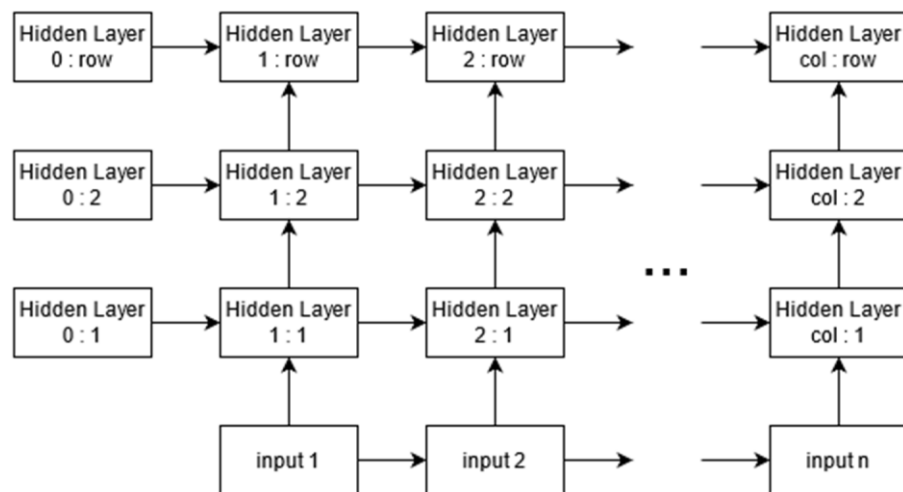 Hidden Layer
0 : row
Hidden Layer
1 : row
Hidden Layer
2 : row
Hidden Layer
col : row
Hidden Layer
0 : 2
Hidden Layer
1 : 2
Hidden Layer
2 : 2
Hidden Layer
col : 2
...
Hidden Layer
0 : 1
Hidden Layer
1 : 1
Hidden Layer
2 : 1
Hidden Layer
col : 1
input 1
input 2
input n